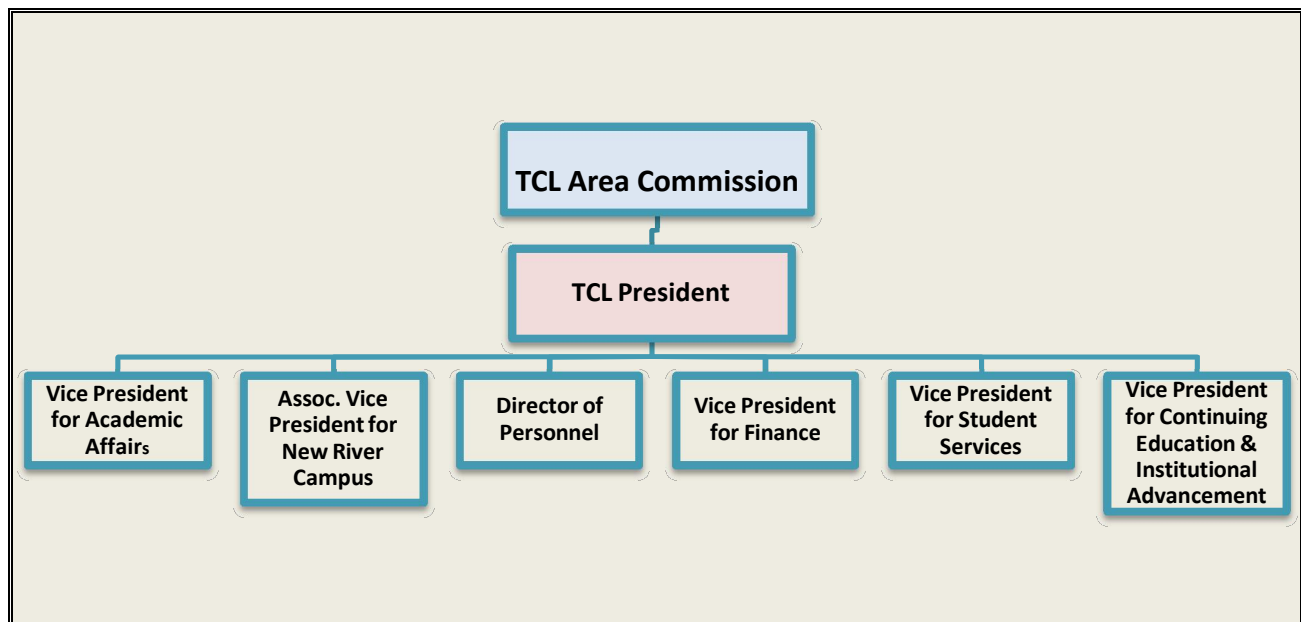 TCL Area Commission
TCL President
Vice President
for Academic
Affairs
Assoc. Vice
President for
New River
Campus
Director of
Personnel
Vice President
for Finance
Vice President
for Student
Services
Vice President
for Continuing
Education &
Institutional
Advancement